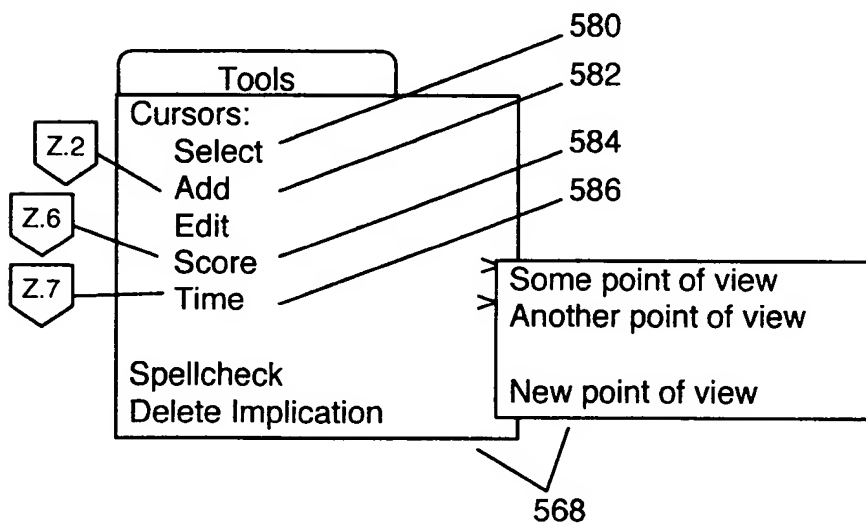 580
Tools
582
Cursors:
Z.2
Select
584
Add
586
Z.6
Edit
Score
Z.7
Time
Some point of view
Another point of view
Spellcheck
New point of view
Delete Implication
568